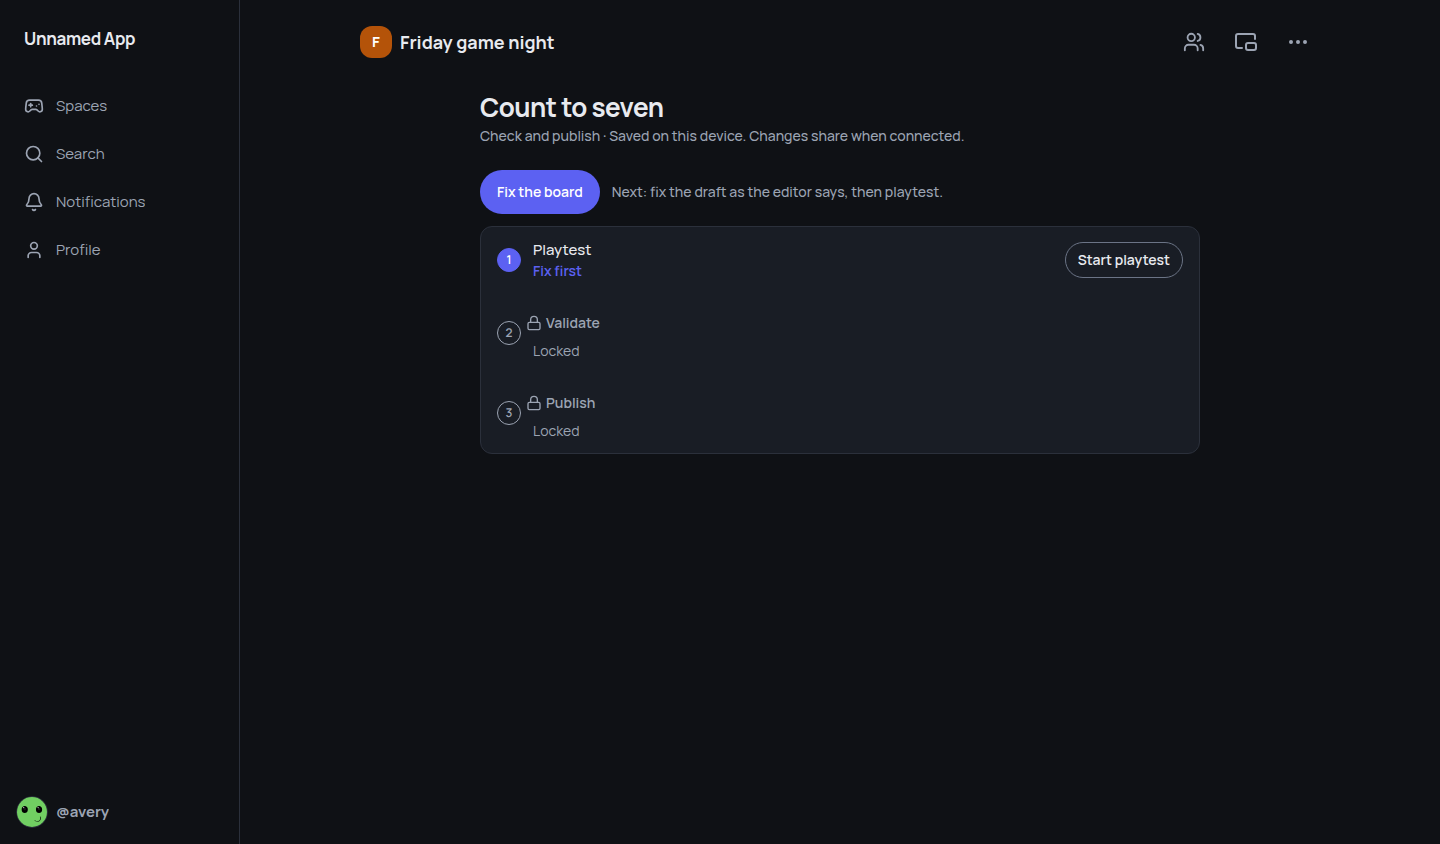 Unnamed App
Spaces
Search
Notifications
Profile
@avery
F Friday game night
Count to seven
Check and publish · Saved on this device. Changes share when connected.
Fix the board
Next: fix the draft as the editor says, then playtest.
1 Playtest
Fix first
Start playtest
2 Validate
Locked
3 Publish
Locked